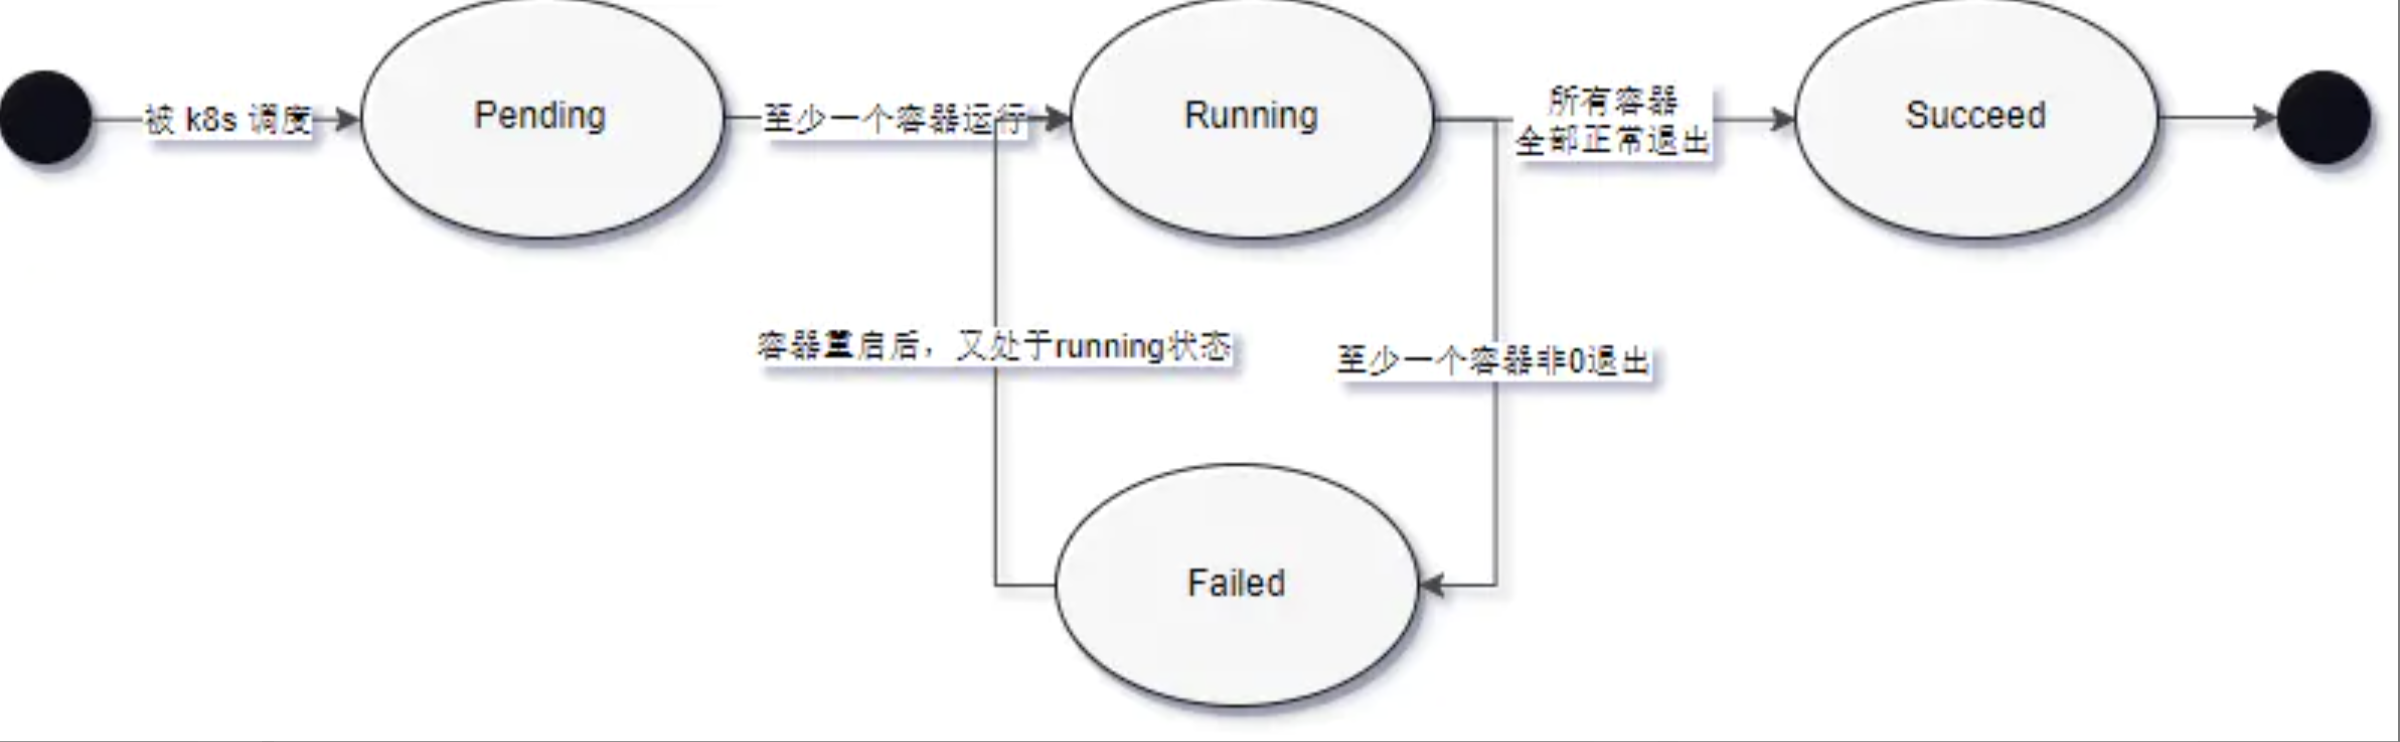 被 k8s 调度
Pending
至少一个容器运行
Running
所有容器
全部正常退出
Succeed
容器重启后，又处于running状态
至少一个容器非0退出
Failed